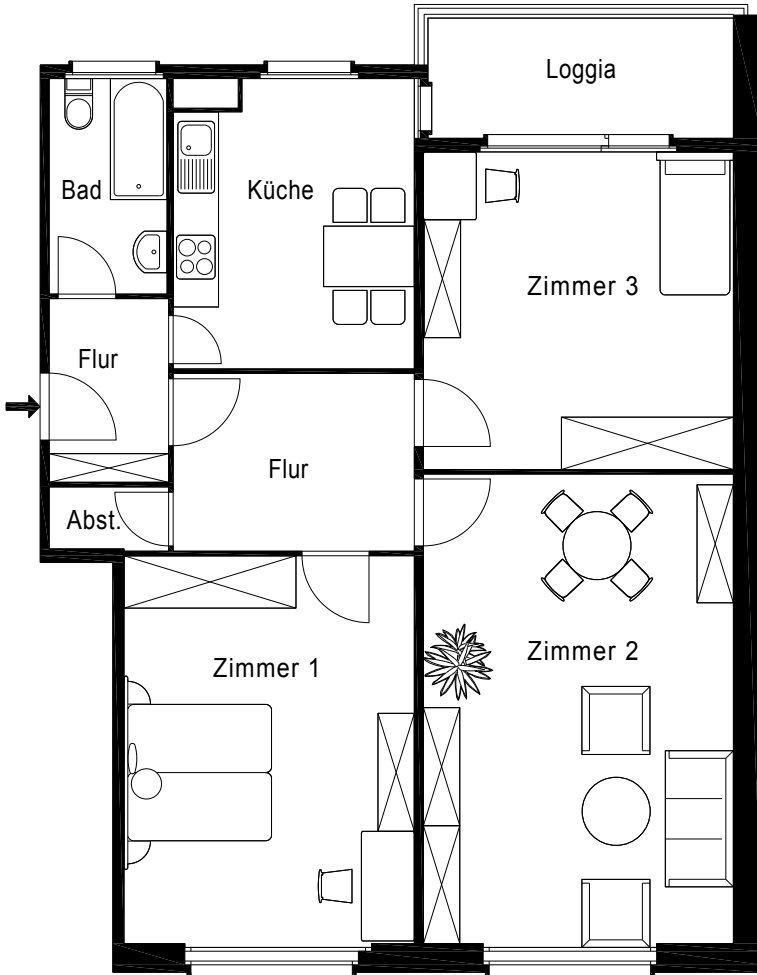 Loggia
Bad
Küche
Zimmer 3
Flur
Flur
Abst.
Zimmer 1
Zimmer 2